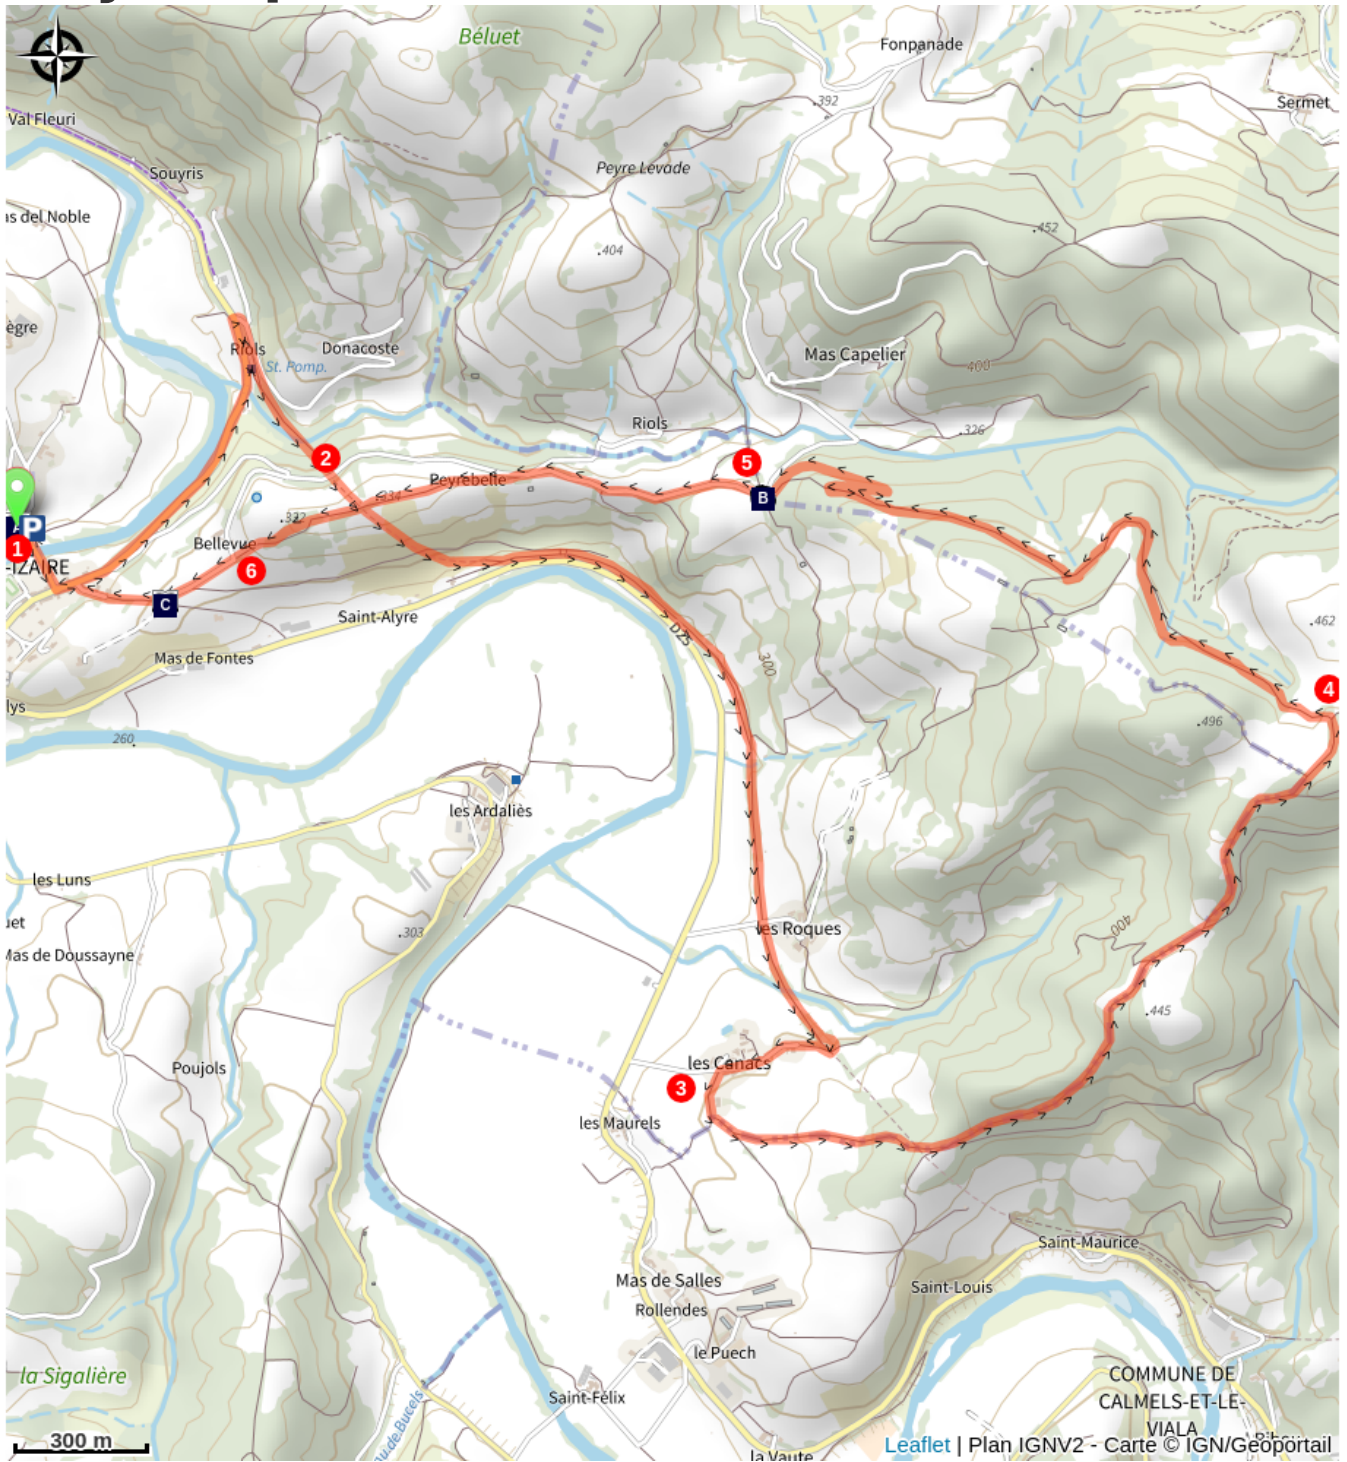 Béluet
Fonpanade
392
Sermet
Val Fleuri
Souyris
Peyre Levade
as del Noble
452
404
ègre
Riols
Donacoste
St. Pomp.
Mas Capelier
400
Riols
326
2
5
Peyrebelle
334
B
P
332
1
-IZAIRE
Bellevue
6
C
Saint-Alyre
D25
462
Mas de Fontes
300
4
lys
496
260
les Ardaliès
les Luns
uet
303
les Roques
400
Mas de Doussayne
445
Poujols
les Canacs
3
les Maurels
Saint-Maurice
Mas de Salles
Saint-Louis
Rollendes
le Puech
la Sigalière
COMMUNE DE
CALMELS-ET-LE-
VIALA
Saint-Félix
au de Bucels
300 m
la Vaute
Leaflet | Plan IGNV2 - Carte © IGN/Geoportail